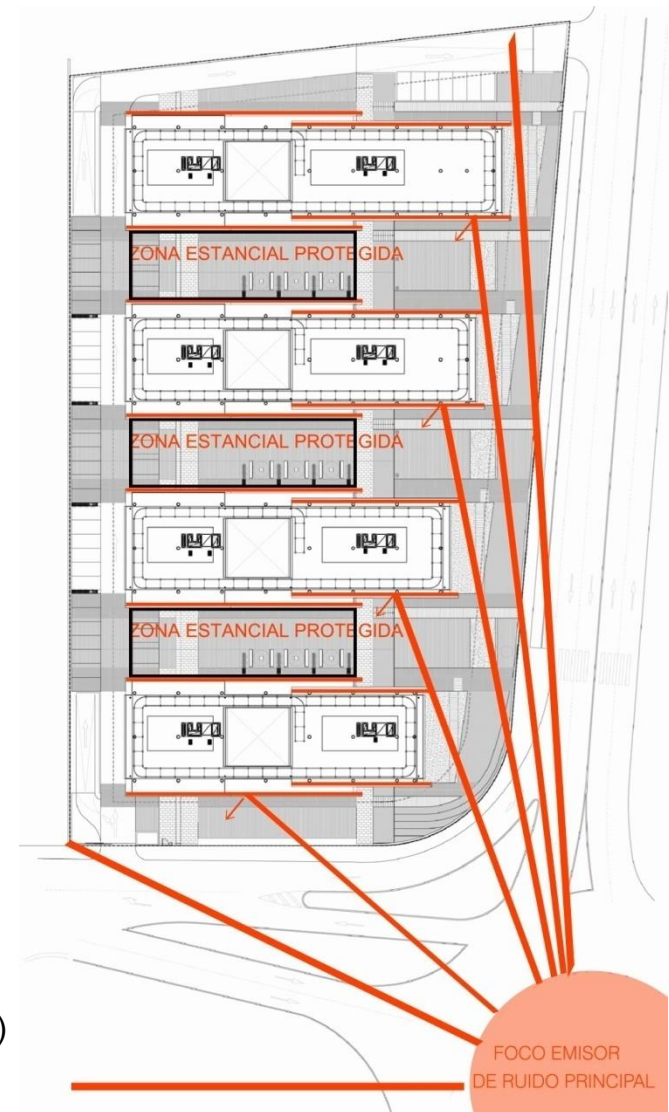 ZONA ESTANCIAL PROTEGIDA
ZONA ESTANCIAL PROTEGIDA
ZONA ESTANCIAL PROTEGIDA
)
FOCO EMISOR
DE RUIDO PRINCIPAL